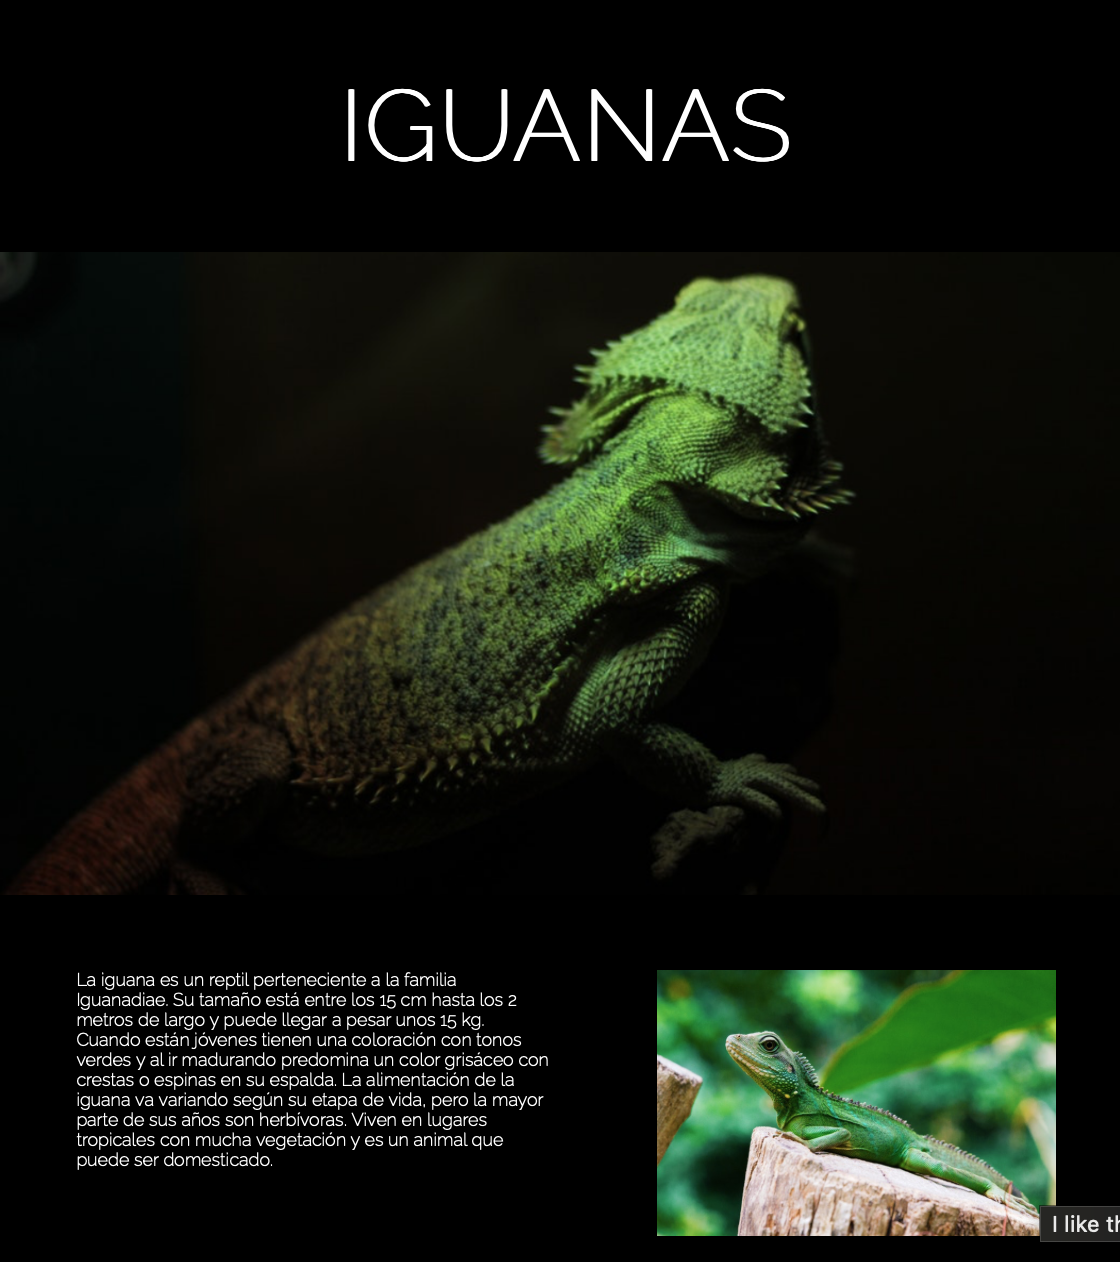 IGUANAS
La iguana es un reptil perteneciente a la familia
Iguanadiae. Su tamaño está entre los 15 cm hasta los 2
metros de largo y puede llegar a pesar unos 15 kg.
Cuando están jóvenes tienen una coloración con tonos
verdes y al ir madurando predomina un color grisáceo con
crestas o espinas en su espalda. La alimentación de la
iguana va variando según su etapa de vida, pero la mayor
parte de sus años son herbívoras. Viven en lugares
tropicales con mucha vegetación y es un animal que
puede ser domesticado.
I like